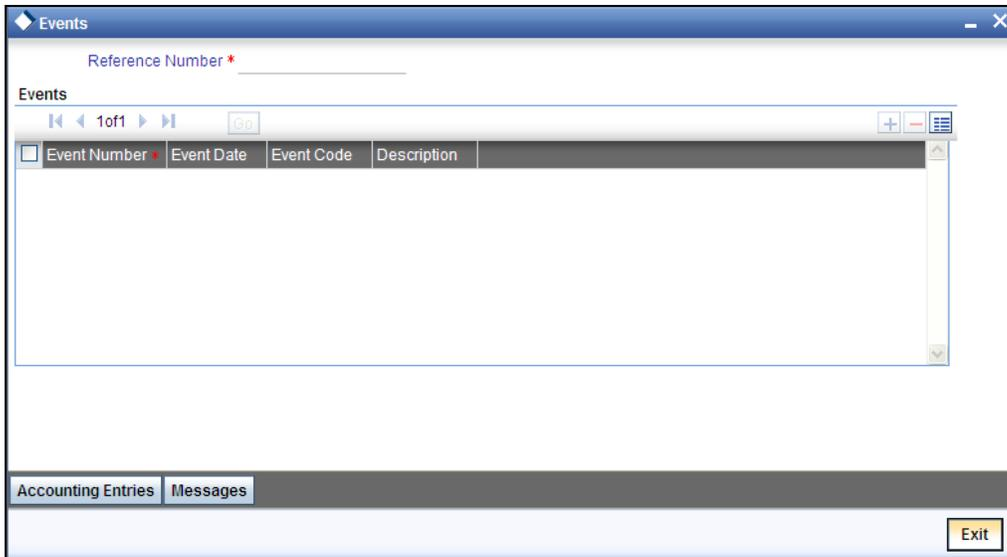 Events
Reference Number *
Events
1of1 Go
Event Number * Event Date Event Code Description
Accounting Entries Messages
Exit